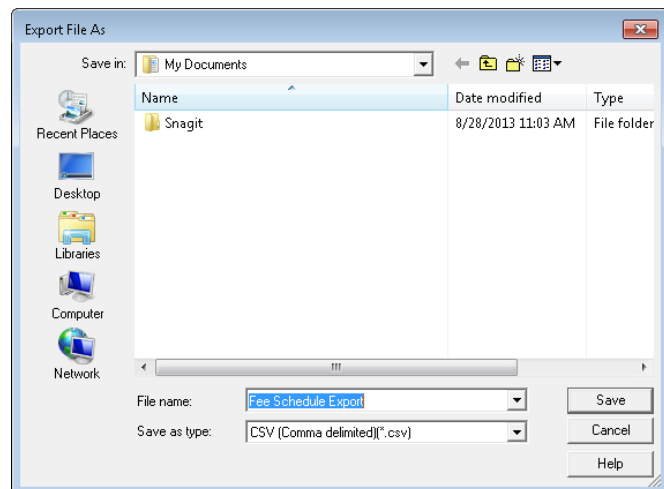 Export File As
Save in: My Documents
Name Date modified Type
Snagit 8/28/2013 11:03 AM File folder
Recent Places
Desktop
Libraries
Computer
Network
File name: Fee Schedule Export Save
Save as type: CSV (Comma delimited)(*.csv) Cancel
Help